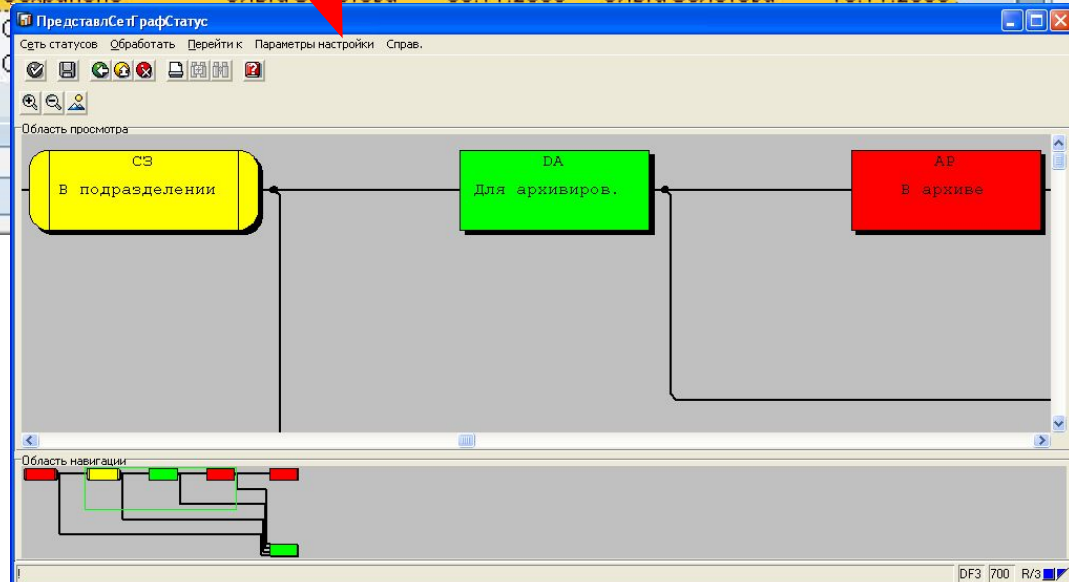 ПредставлСетГрафСтатус
Сеть статусов Обработать Перейти к Параметры настройки Справ.
Область просмотра
СЗ
В подразделении
DA
Для архивиров.
АР
В архиве
Область навигации
DF3 700 R/3